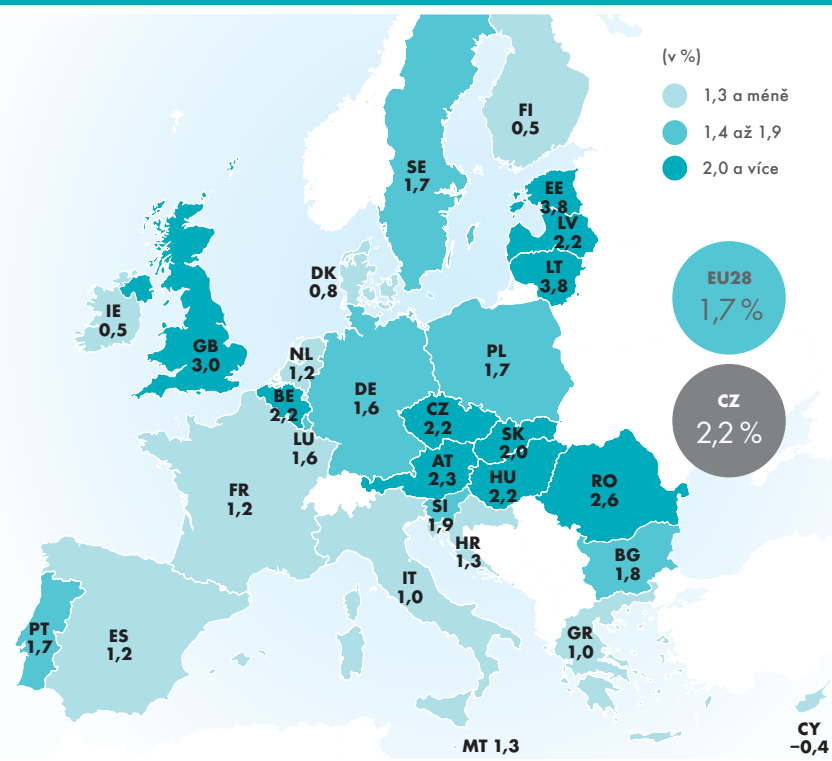 (v %)
1,3 a méně
1,4 až 1,9
2,0 a více
EU28
1,7 %
CZ
2,2 %
FI
0,5
SE
1,7
EE
3,8
LV
2,2
LT
3,8
DK
0,8
IE
0,5
GB
3,0
NL
1,2
BE
2,2
LU
1,6
DE
1,6
PL
1,7
CZ
2,2
SK
2,0
AT
2,3
HU
2,2
RO
2,6
SI
1,9
HR
1,3
FR
1,2
IT
1,0
BG
1,8
GR
1,0
PT
1,7
ES
1,2
MT 1,3
CY
−0,4